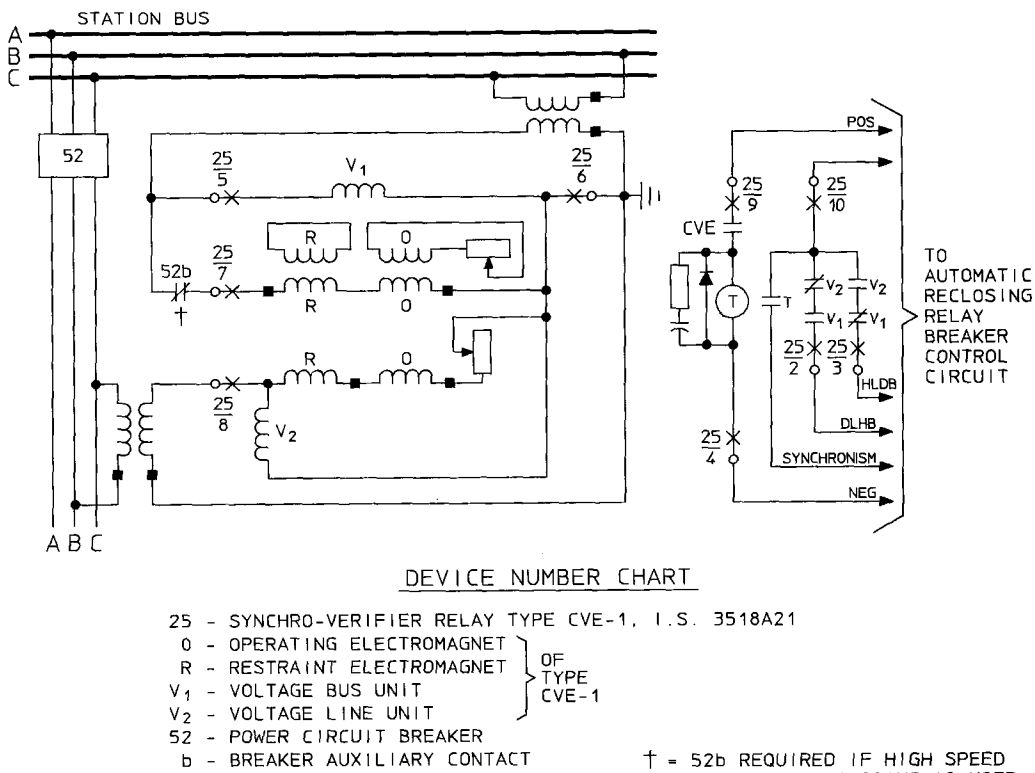 STATION BUS
A
B
C
52
25
5
V1
25
6
R
O
52b
25
7
†
R
O
R
O
25
8
V2
A B C
POS
25
9
25
10
CVE
T
T
V2
V2
V1
V1
25
2
25
3
25
4
HLDB
DLHB
SYNCHRONISM
NEG
TO
AUTOMATIC
RECLOSING
RELAY
BREAKER
CONTROL
CIRCUIT
DEVICE NUMBER CHART
25 - SYNCHRO-VERIFIER RELAY TYPE CVE-1, I.S. 3518A21
O - OPERATING ELECTROMAGNET
R - RESTRAINT ELECTROMAGNET
V1 - VOLTAGE BUS UNIT
V2 - VOLTAGE LINE UNIT
OF
TYPE
CVE-1
52 - POWER CIRCUIT BREAKER
b - BREAKER AUXILIARY CONTACT
† = 52b REQUIRED IF HIGH SPEED